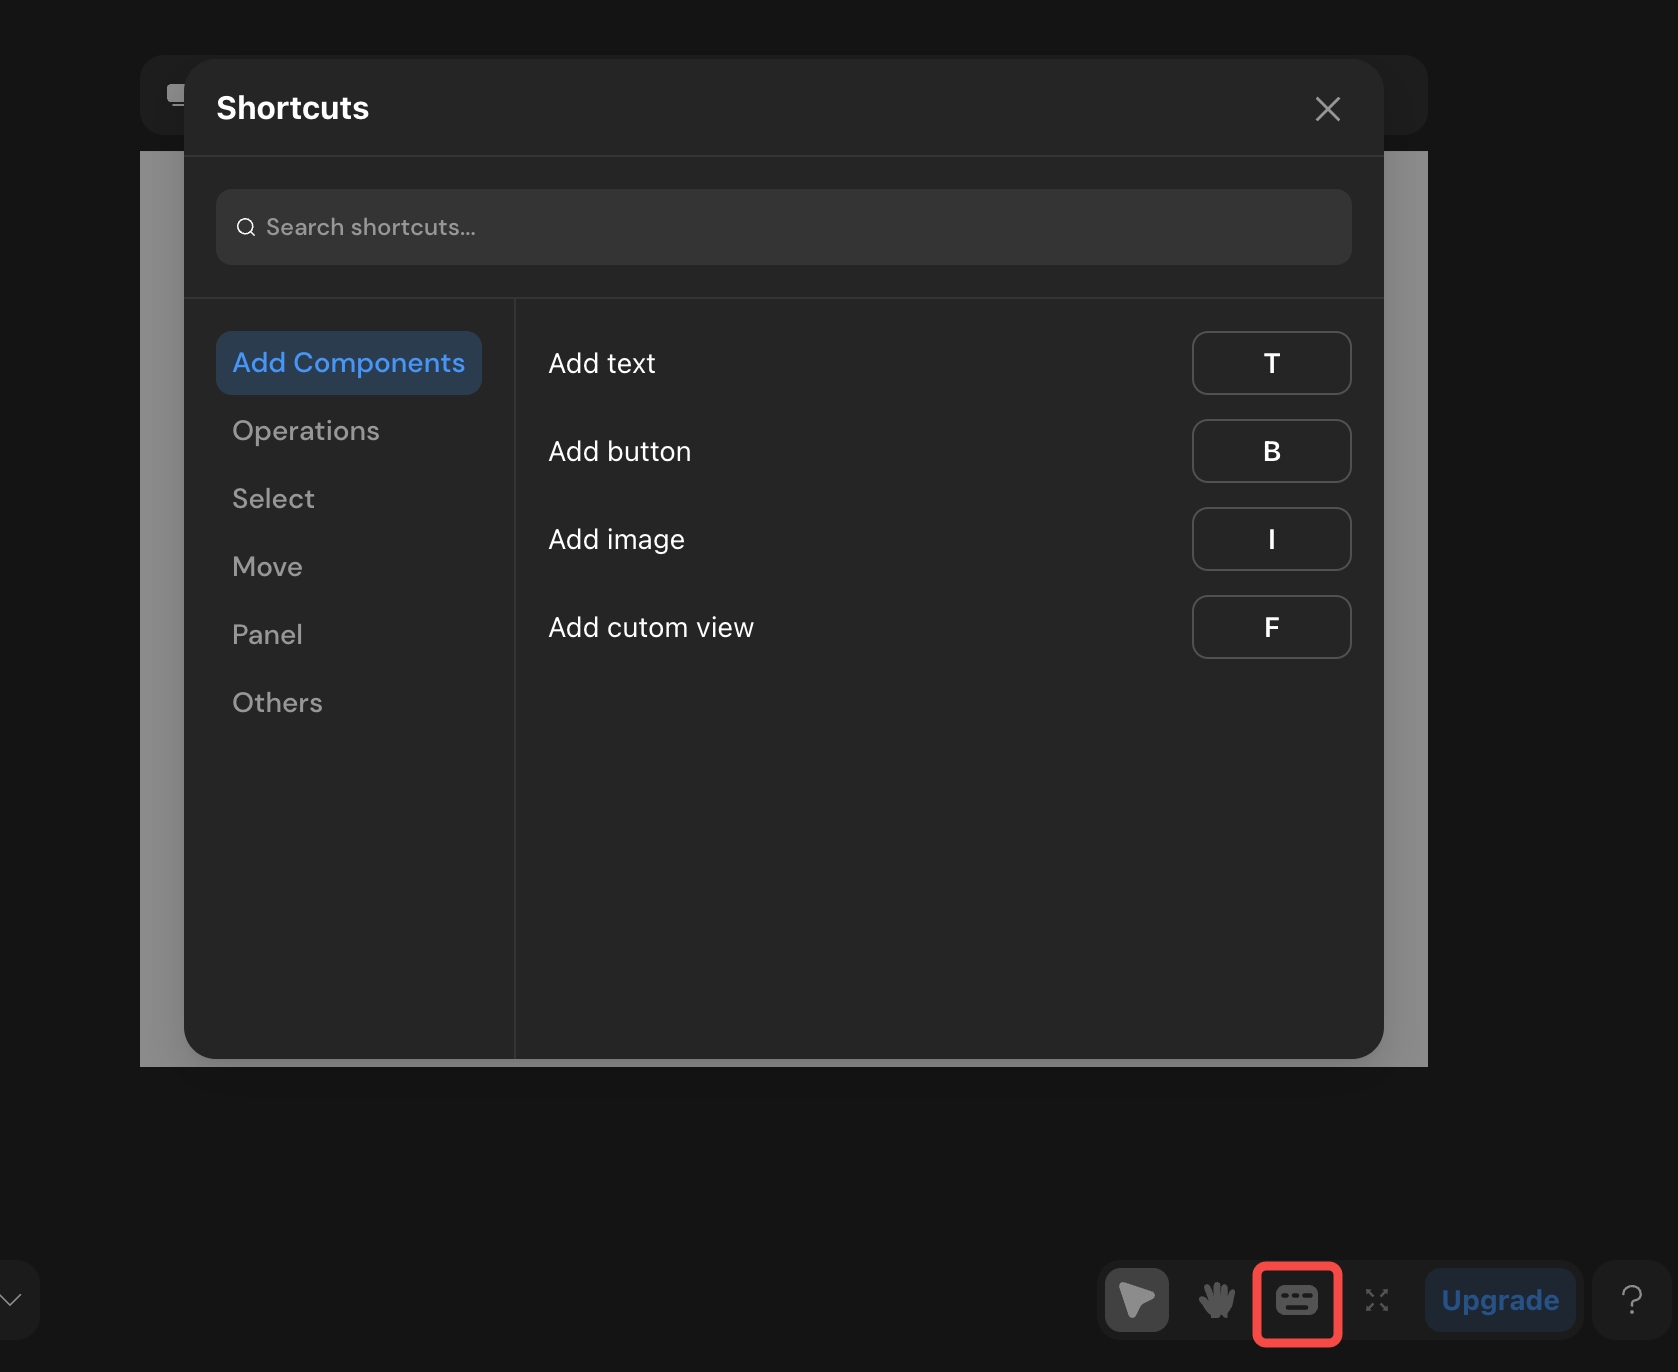 Shortcuts
Search shortcuts...
Add Components
Operations
Select
Move
Panel
Others
Add text T
Add button B
Add image I
Add cutom view F
Upgrade
?